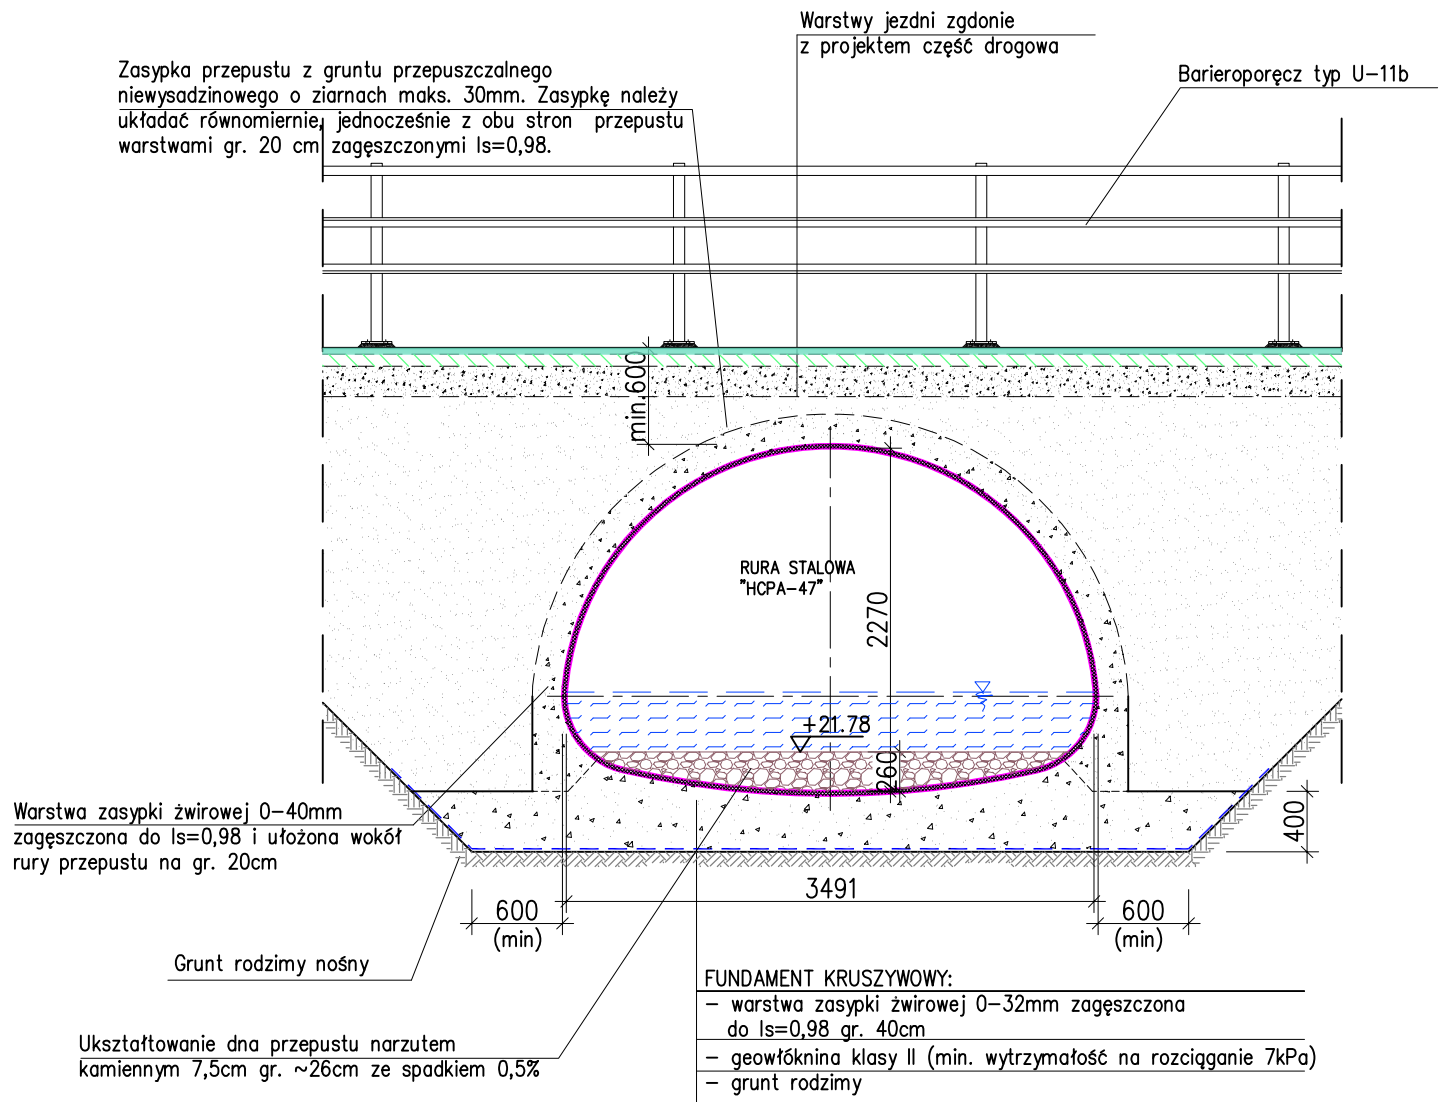 Warstwy jezdni zgdonie
z projektem część drogowa
Zasypka przepustu z gruntu przepuszczalnego
niewysadzinowego o ziarnach maks. 30mm. Zasypkę należy
układać równomiernie, jednocześnie z obu stron przepustu
warstwami gr. 20 cm zagęszczonymi Is=0,98.
Barieroporęcz typ U-11b
min.600
RURA STALOWA
"HCPA-47"
2270
+21.78
260
Warstwa zasypki żwirowej 0-40mm
zagęszczona do Is=0,98 i ułożona wokół
rury przepustu na gr. 20cm
400
3491
600
(min)
600
(min)
Grunt rodzimy nośny
FUNDAMENT KRUSZYWOWY:
- warstwa zasypki żwirowej 0-32mm zagęszczona
do Is=0,98 gr. 40cm
- geowłóknina klasy II (min. wytrzymałość na rozciąganie 7kPa)
- grunt rodzimy
Ukształtowanie dna przepustu narzutem
kamiennym 7,5cm gr. ~26cm ze spadkiem 0,5%